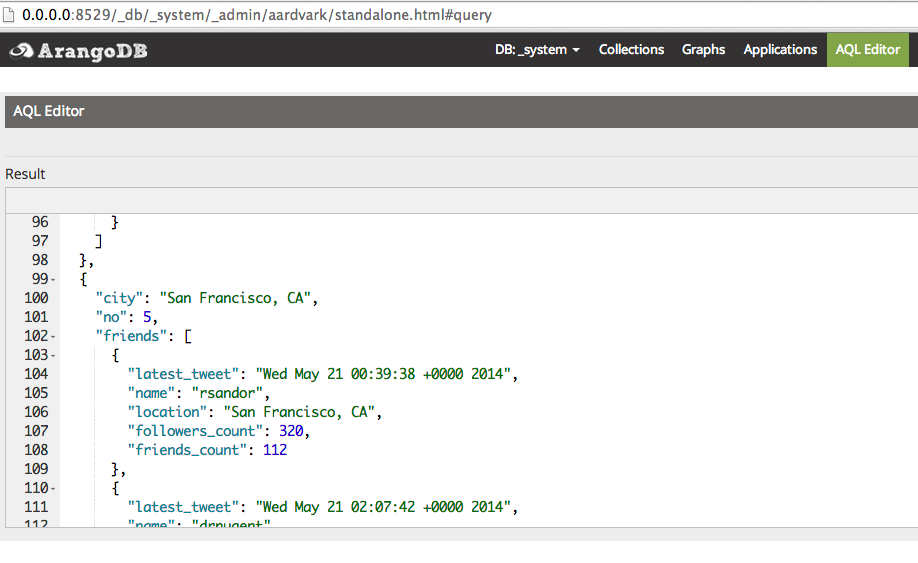 0.0.0.0:8529/_db/_system/_admin/aardvark/standalone.html#query
ArangoDB DB: _system Collections Graphs Applications AQL Editor
AQL Editor
Result
96 }
97 ]
98 },
99 {
100 "city": "San Francisco, CA",
101 "no": 5,
102 "friends": [
103 {
104 "latest_tweet": "Wed May 21 00:39:38 +0000 2014",
105 "name": "rsandor",
106 "location": "San Francisco, CA",
107 "followers_count": 320,
108 "friends_count": 112
109 },
110 {
111 "latest_tweet": "Wed May 21 02:07:42 +0000 2014",
112 "name": "drnugent"